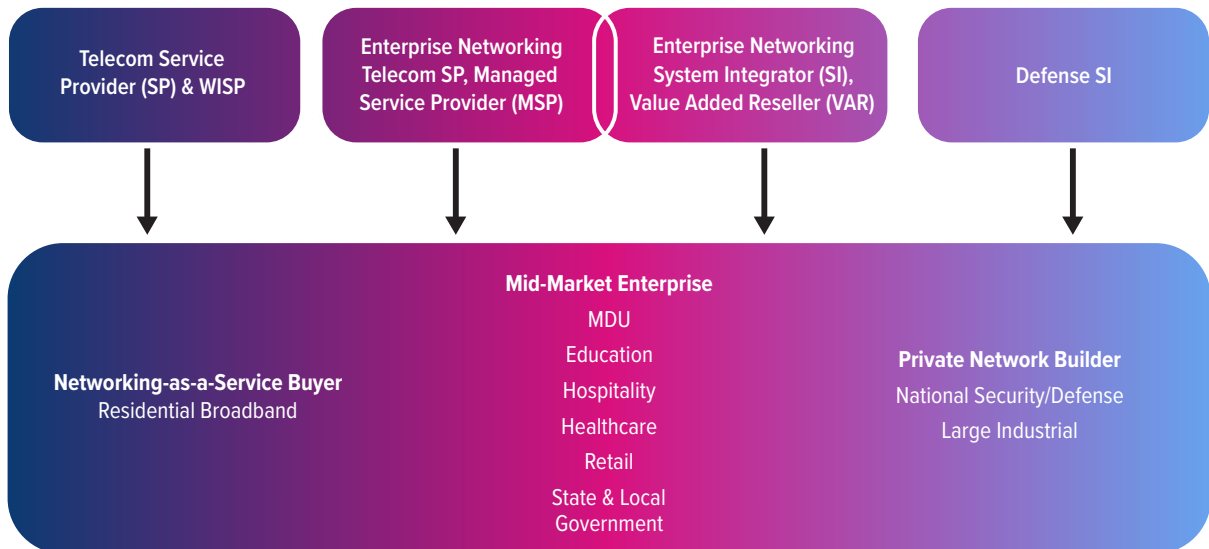 Telecom Service
Provider (SP) & WISP
Enterprise Networking
Telecom SP, Managed
Service Provider (MSP)
Enterprise Networking
System Integrator (SI),
Value Added Reseller (VAR)
Defense SI
Networking-as-a-Service Buyer
Residential Broadband
Mid-Market Enterprise
MDU
Education
Hospitality
Healthcare
Retail
State & Local
Government
Private Network Builder
National Security/Defense
Large Industrial